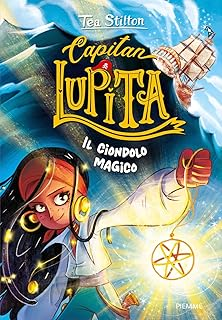 Tea Stilton
Capitan
LUPITA
IL CIONDOLO
MAGICO
PIEMME